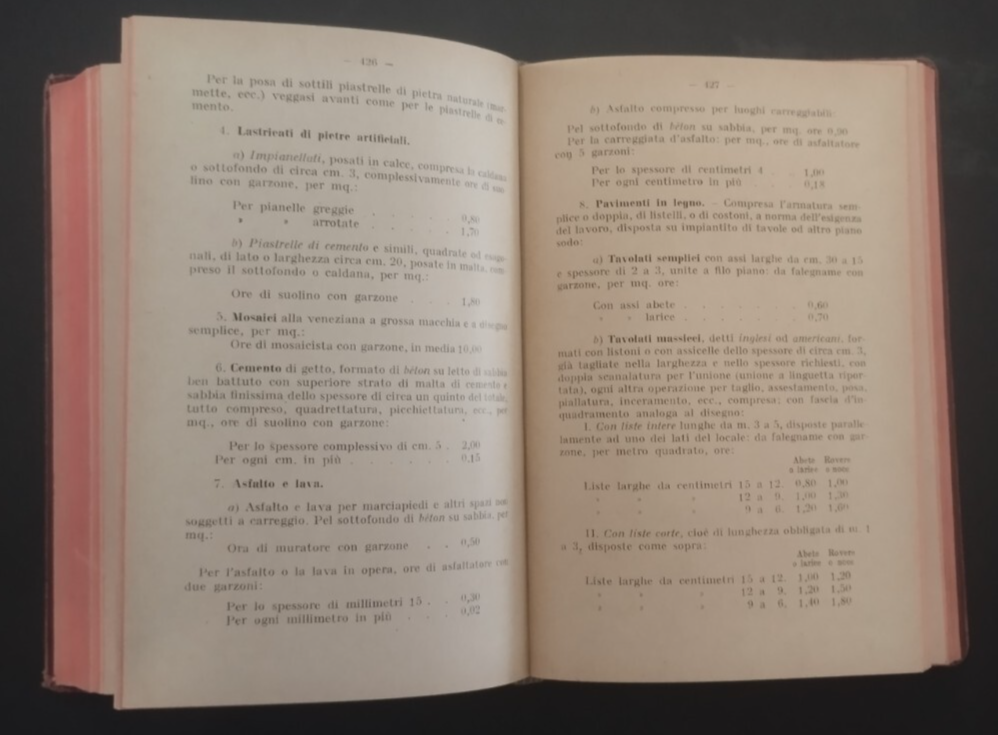 — 426 —
Per la posa di sottili piastrelle di pietra naturale (mar-
mette, ecc.) veggasi avanti come per le piastrelle di ce-
mento.
4. Lastricati di pietre artificiali.
a) Impianellati, posati in calce, compresa la caldana
o sottofondo di circa cm. 3, complessivamente ore di suo-
lino con garzone, per mq.:
Per pianelle greggie . . . . 0,80
» » arrotate . . . . 1,70
b) Piastrelle di cemento e simili, quadrate od esago-
nali, di lato o larghezza circa cm. 20, posate in malta, com-
preso il sottofondo o caldana, per mq.:
Ore di suolino con garzone . . . 1,80
5. Mosaici alla veneziana a grossa macchia e a disegno
semplice, per mq.:
Ore di mosaicista con garzone, in media 10,00
6. Cemento di getto, formato di béton su letto di sabbia
ben battuto con superiore strato di malta di cemento e
sabbia finissima dello spessore di circa un quinto del totale,
tutto compreso, quadrettatura, picchiettatura, ecc., per
mq., ore di suolino con garzone:
Per lo spessore complessivo di cm. 5 . 2,00
Per ogni cm. in più . . . . . . 0,15
7. Asfalto e lava.
a) Asfalto e lava per marciapiedi e altri spazi non
soggetti a carreggio. Pel sottofondo di béton su sabbia, per
mq.:
Ora di muratore con garzone . . 0,50
Per l'asfalto o la lava in opera, ore di asfaltatore con
due garzoni:
Per lo spessore di millimetri 15 . . 0,30
Per ogni millimetro in più . . . 0,02
— 427 —
b) Asfalto compresso per luoghi carreggiabili:
Pel sottofondo di béton su sabbia, per mq. ore 0,90
Per la carreggiata d'asfalto: per mq., ore di asfaltatore
con 5 garzoni:
Per lo spessore di centimetri 4 . . 1,00
Per ogni centimetro in più . . 0,18
8. Pavimenti in legno. - Compresa l'armatura sem-
plice o doppia, di listelli, o di costoni, a norma dell'esigenza
del lavoro, disposta su impiantito di tavole od altro piano
sodo:
a) Tavolati semplici con assi larghe da cm. 30 a 15
e spessore di 2 a 3, unite a filo piano: da falegname con
garzone, per mq. ore:
Con assi abete . . . . . . 0,60
» » larice . . . . . . 0,70
b) Tavolati massicci, detti inglesi od americani, for-
mati con listoni o con assicelle dello spessore di circa cm. 3,
già tagliate nella larghezza e nello spessore richiesti, con
doppia scanalatura per l'unione (unione a linguetta ripor-
tata), ogni altra operazione per taglio, assestamento, posa,
piallatura, inceramento, ecc., compresa: con fascia d'in-
quadramento analoga al disegno:
I. Con liste intere lunghe da m. 3 a 5, disposte paralle-
lamente ad uno dei lati del locale: da falegname con gar-
zone, per metro quadrato, ore:
Abete Rovere
o larice o noce
Liste larghe da centimetri 15 a 12. 0,80 1,00
» » » 12 a 9. 1,00 1,30
» » » 9 a 6. 1,20 1,60
II. Con liste corte, cioè di lunghezza obbligata di m. 1
a 3, disposte come sopra:
Abete Rovere
o larice o noce
Liste larghe da centimetri 15 a 12. 1,00 1,20
» » » 12 a 9. 1,20 1,50
» » » 9 a 6. 1,40 1,80